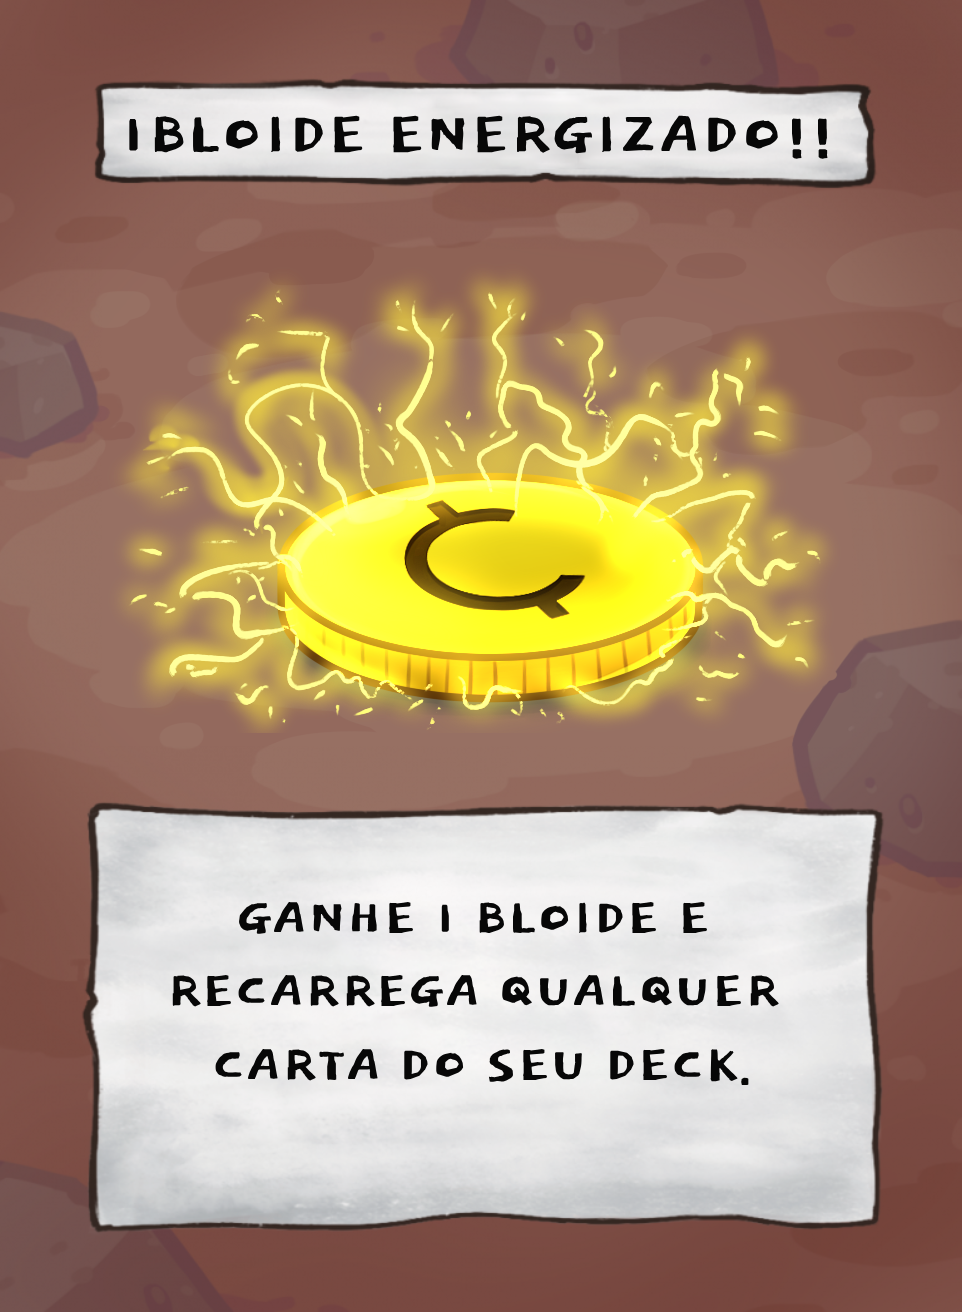 1BLOIDE ENERGIZADO!!
GANHE 1 BLOIDE E
RECARREGA QUALQUER
CARTA DO SEU DECK.